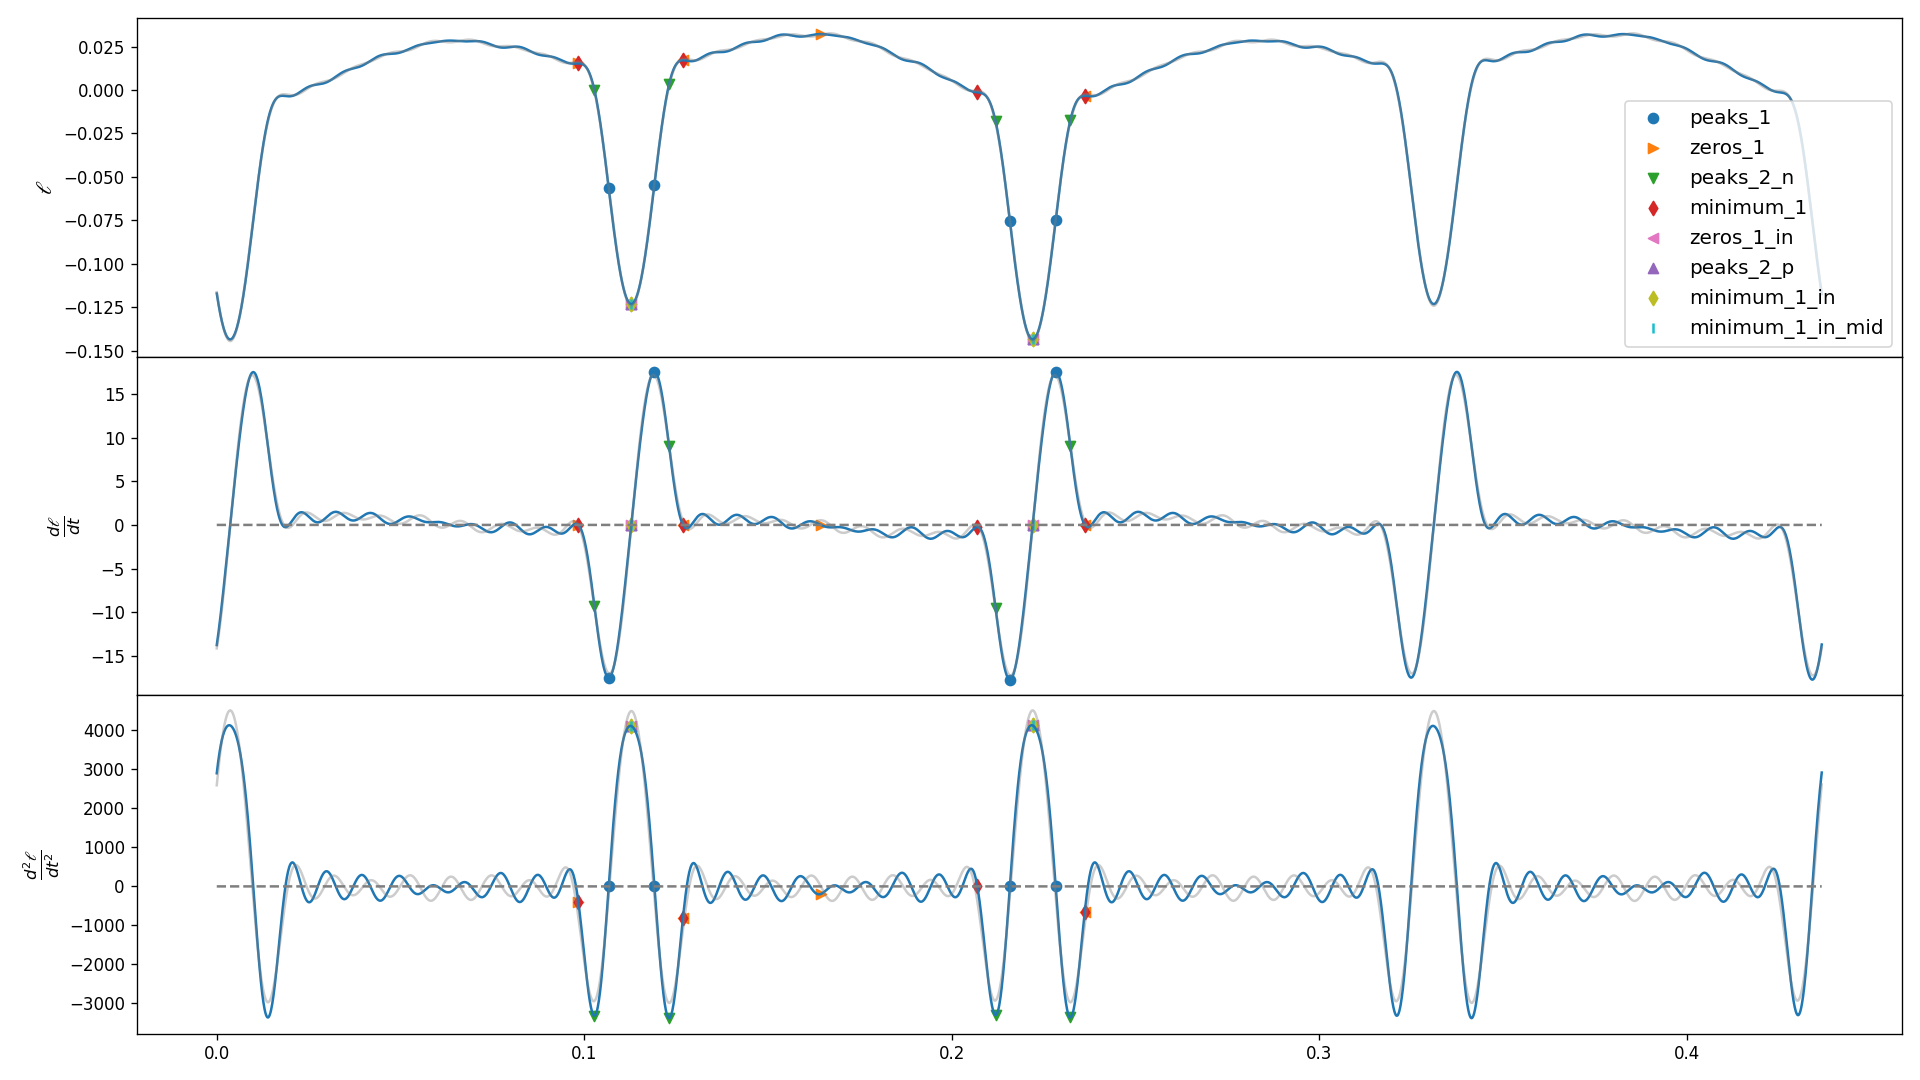 0.025
0.000
−0.025
−0.050
−0.075
−0.100
−0.125
−0.150
ℓ
peaks_1
zeros_1
peaks_2_n
minimum_1
zeros_1_in
peaks_2_p
minimum_1_in
minimum_1_in_mid
15
10
5
0
−5
−10
−15
dℓ
dt
4000
3000
2000
1000
0
−1000
−2000
−3000
d²ℓ
dt²
0.0 0.1 0.2 0.3 0.4